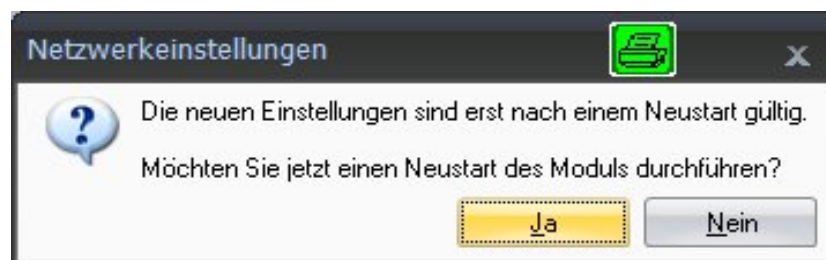 Netzwerkeinstellungen
Die neuen Einstellungen sind erst nach einem Neustart gültig.
Möchten Sie jetzt einen Neustart des Moduls durchführen?
Ja
Nein